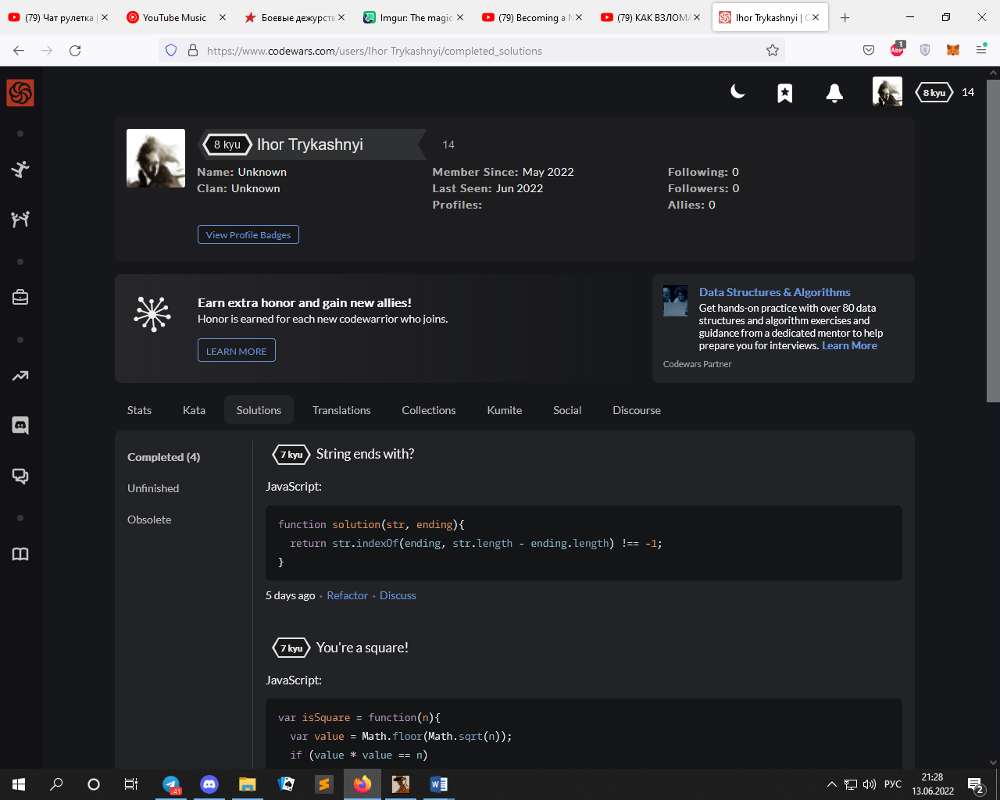 (79) Чат рулетка |
YouTube Music
Боевые дежурств
Imgur: The magic
(79) Becoming a N
(79) КАК ВЗЛОМА
Ihor Trykashnyi | C
https://www.codewars.com/users/Ihor Trykashnyi/completed_solutions
ABP
1
8 kyu
14
8 kyu
Ihor Trykashnyi
14
Name: Unknown
Member Since: May 2022
Following: 0
Clan: Unknown
Last Seen: Jun 2022
Followers: 0
Profiles:
Allies: 0
View Profile Badges
Earn extra honor and gain new allies!
Honor is earned for each new codewarrior who joins.
LEARN MORE
Data Structures & Algorithms
Get hands-on practice with over 80 data
structures and algorithm exercises and
guidance from a dedicated mentor to help
prepare you for interviews. Learn More
Codewars Partner
Stats
Kata
Solutions
Translations
Collections
Kumite
Social
Discourse
Completed (4)
Unfinished
Obsolete
7 kyu
String ends with?
JavaScript:
function solution(str, ending){
return str.indexOf(ending, str.length - ending.length) !== -1;
}
5 days ago • Refactor • Discuss
7 kyu
You're a square!
JavaScript:
var isSquare = function(n){
var value = Math.floor(Math.sqrt(n));
if (value * value == n)
41
РУС
21:28
13.06.2022
2